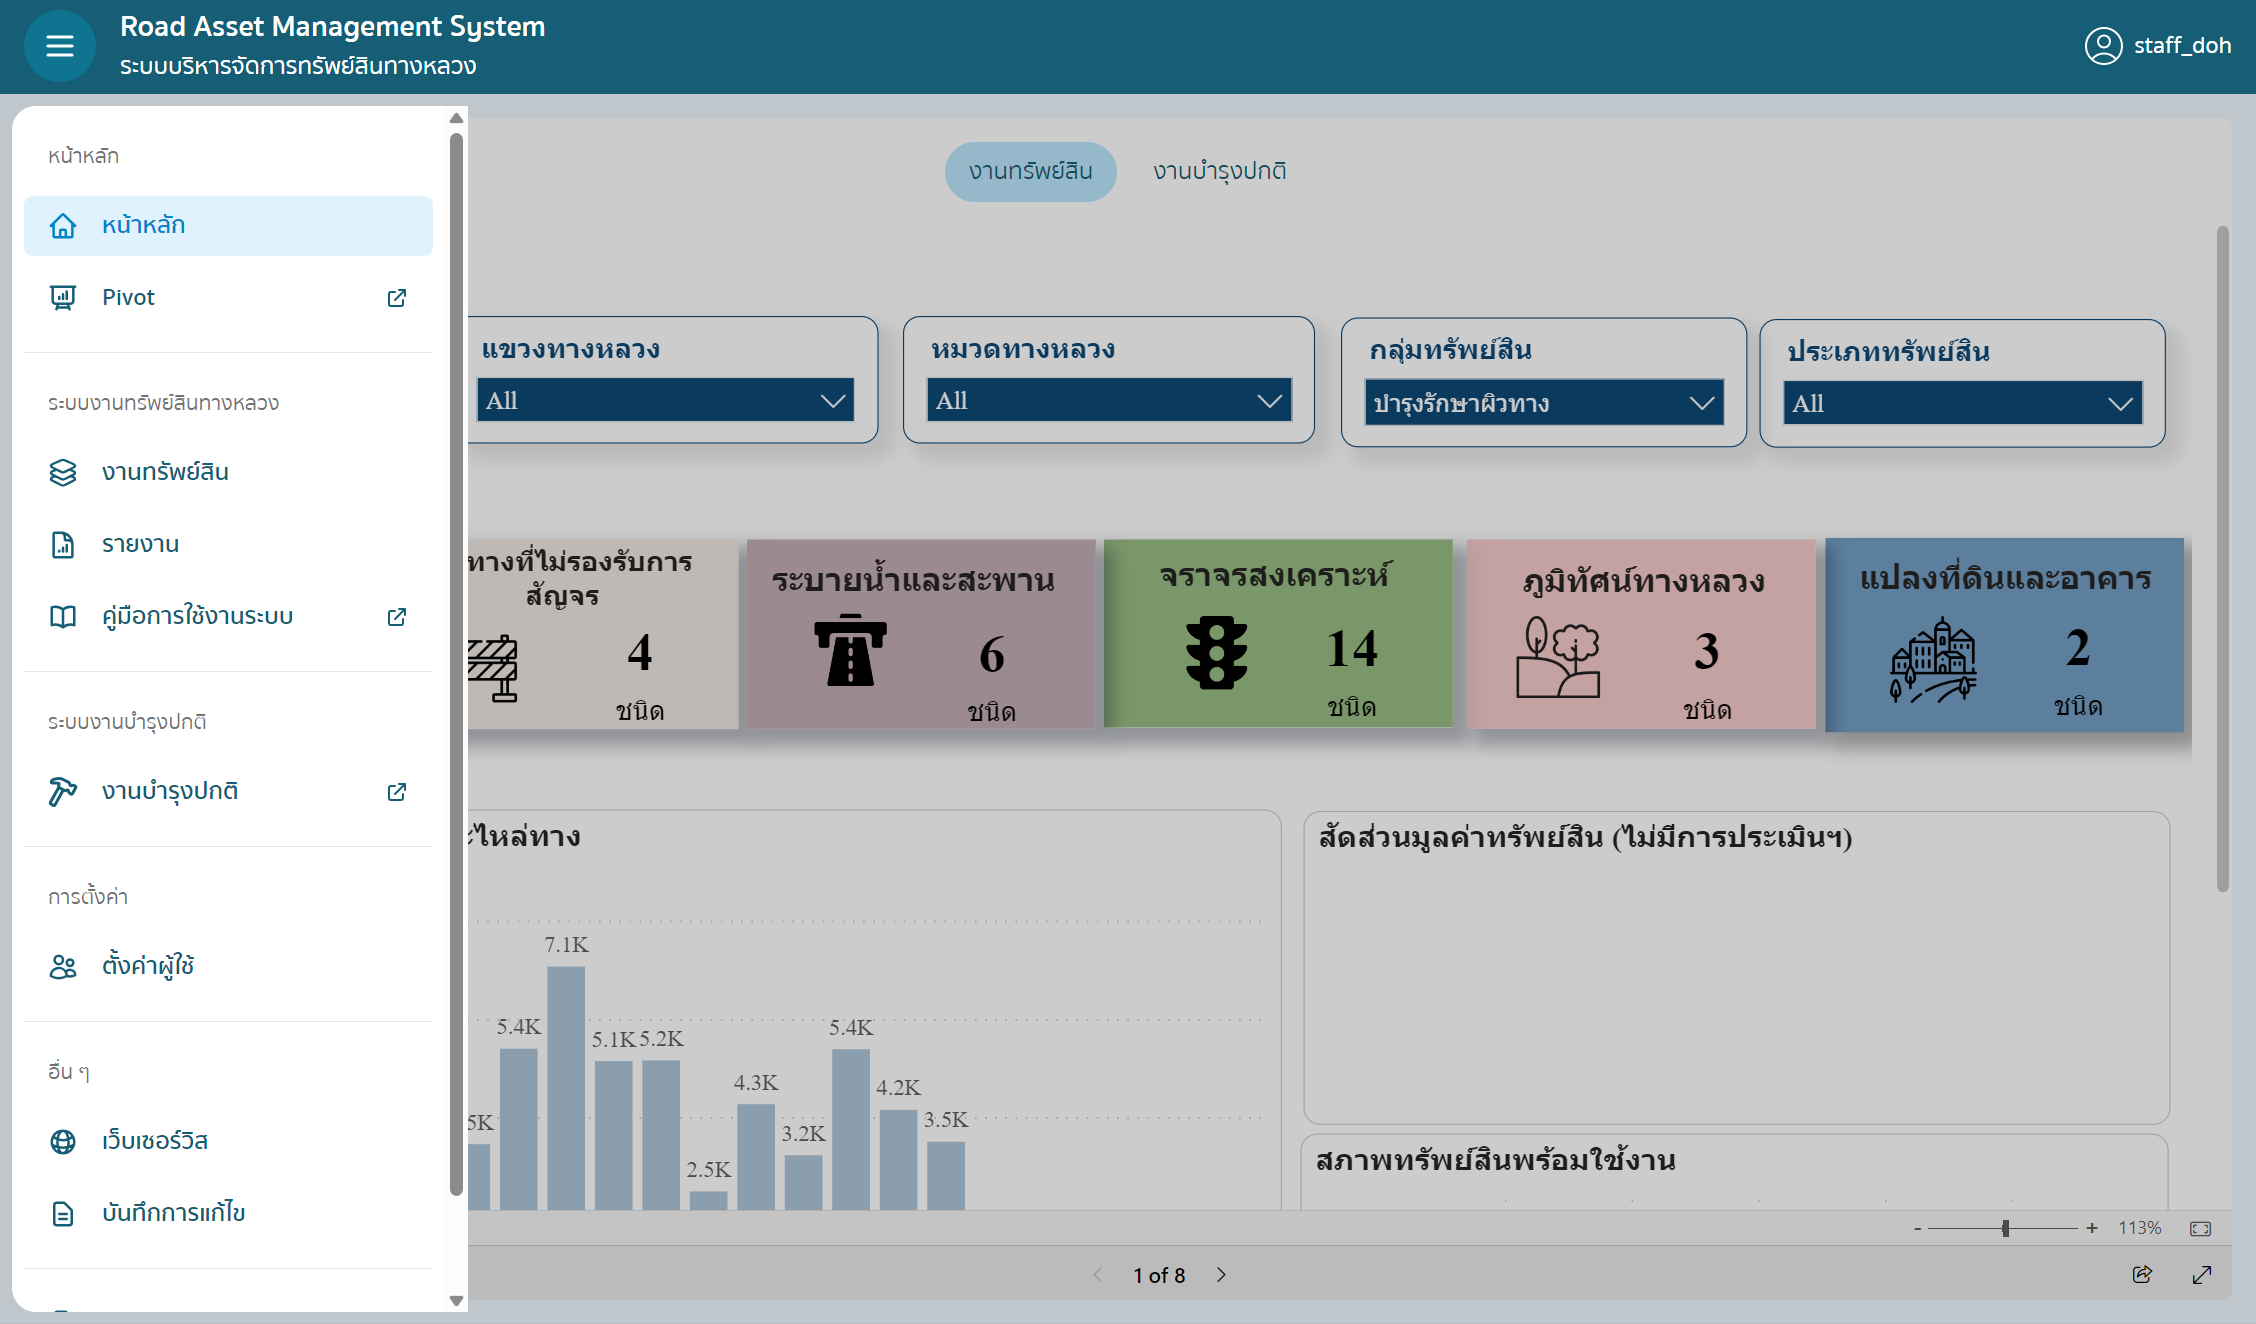 Road Asset Management System
ระบบบริหารจัดการทรัพย์สินทางหลวง
staff_doh
หน้าหลัก
หน้าหลัก
Pivot
ระบบงานทรัพย์สินทางหลวง
งานทรัพย์สิน
รายงาน
คู่มือการใช้งานระบบ
ระบบงานบำรุงปกติ
งานบำรุงปกติ
การตั้งค่า
ตั้งค่าผู้ใช้
อื่น ๆ
เว็บเซอร์วิส
บันทึกการแก้ไข
งานทรัพย์สิน
งานบำรุงปกติ
แขวงทางหลวง
All
หมวดทางหลวง
All
กลุ่มทรัพย์สิน
บำรุงรักษาผิวทาง
ประเภททรัพย์สิน
All
ทางที่ไม่รองรับการ
สัญจร
4
ชนิด
ระบายน้ำและสะพาน
6
ชนิด
จราจรสงเคราะห์
14
ชนิด
ภูมิทัศน์ทางหลวง
3
ชนิด
แปลงที่ดินและอาคาร
2
ชนิด
ะไหล่ทาง
5K
5.4K
7.1K
5.1K
5.2K
2.5K
4.3K
3.2K
5.4K
4.2K
3.5K
สัดส่วนมูลค่าทรัพย์สิน (ไม่มีการประเมินฯ)
สภาพทรัพย์สินพร้อมใช้งาน
- + 113%
1 of 8